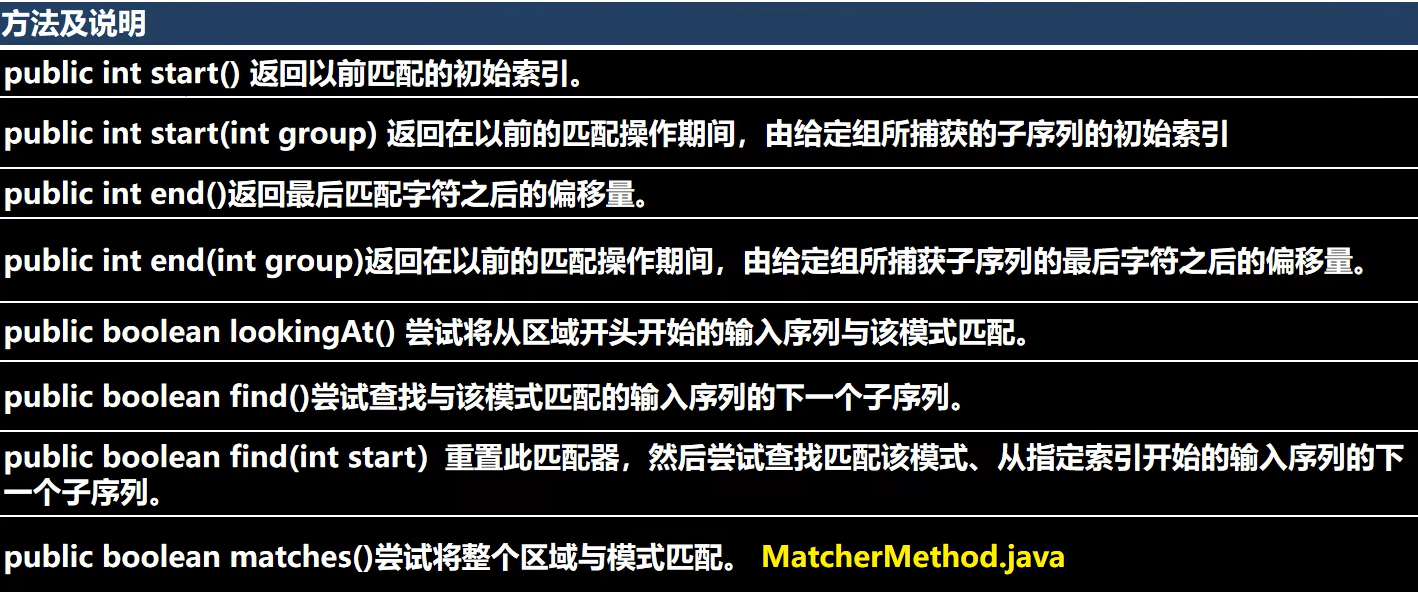 方法及说明
public int start() 返回以前匹配的初始索引。
public int start(int group) 返回在以前的匹配操作期间，由给定组所捕获的子序列的初始索引
public int end()返回最后匹配字符之后的偏移量。
public int end(int group)返回在以前的匹配操作期间，由给定组所捕获子序列的最后字符之后的偏移量。
public boolean lookingAt() 尝试将从区域开头开始的输入序列与该模式匹配。
public boolean find()尝试查找与该模式匹配的输入序列的下一个子序列。
public boolean find(int start）重置此匹配器，然后尝试查找匹配该模式、从指定索引开始的输入序列的下
一个子序列。
public boolean matches()尝试将整个区域与模式匹配。 MatcherMethod.java